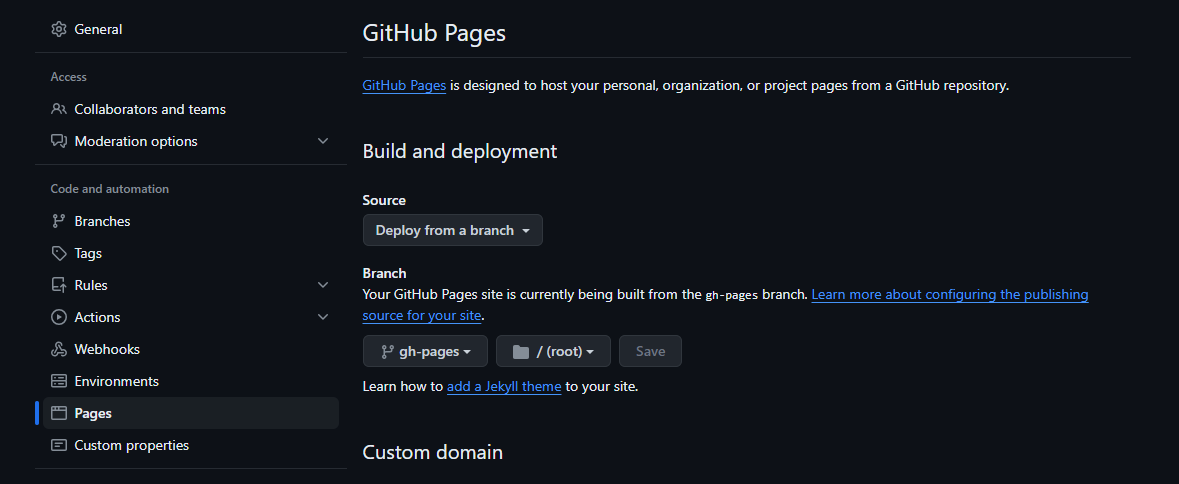 General
Access
Collaborators and teams
Moderation options
Code and automation
Branches
Tags
Rules
Actions
Webhooks
Environments
Pages
Custom properties
GitHub Pages
GitHub Pages is designed to host your personal, organization, or project pages from a GitHub repository.
Build and deployment
Source
Deploy from a branch
Branch
Your GitHub Pages site is currently being built from the gh-pages branch. Learn more about configuring the publishing
source for your site.
gh-pages / (root) Save
Learn how to add a Jekyll theme to your site.
Custom domain